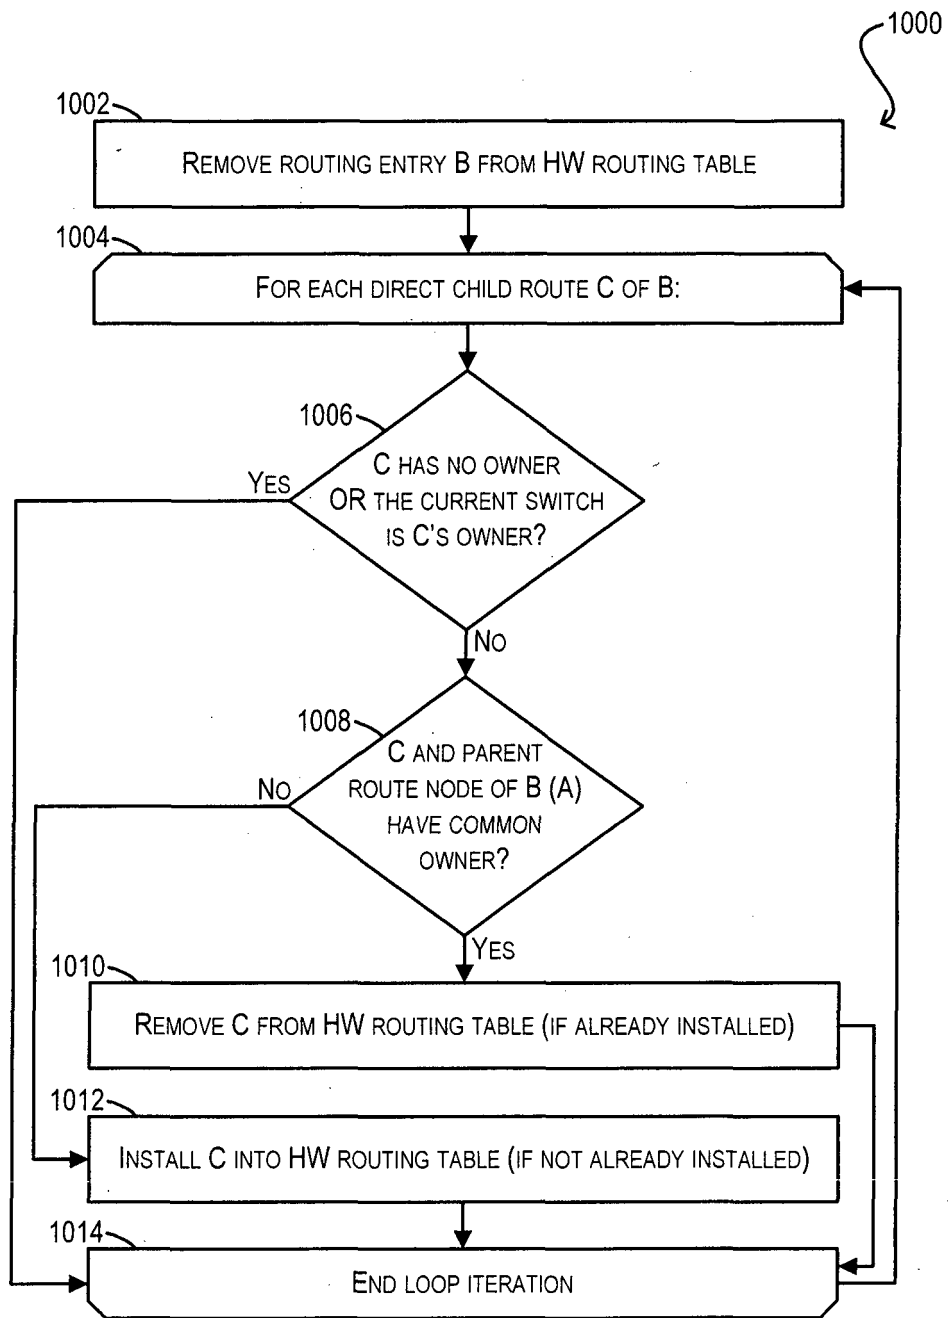 1000
1002
REMOVE ROUTING ENTRY B FROM HW ROUTING TABLE
1004
FOR EACH DIRECT CHILD ROUTE C OF B:
1006
C HAS NO OWNER
OR THE CURRENT SWITCH
IS C'S OWNER?
YES
NO
1008
C AND PARENT
ROUTE NODE OF B (A)
HAVE COMMON
OWNER?
NO
YES
1010
REMOVE C FROM HW ROUTING TABLE (IF ALREADY INSTALLED)
1012
INSTALL C INTO HW ROUTING TABLE (IF NOT ALREADY INSTALLED)
1014
END LOOP ITERATION